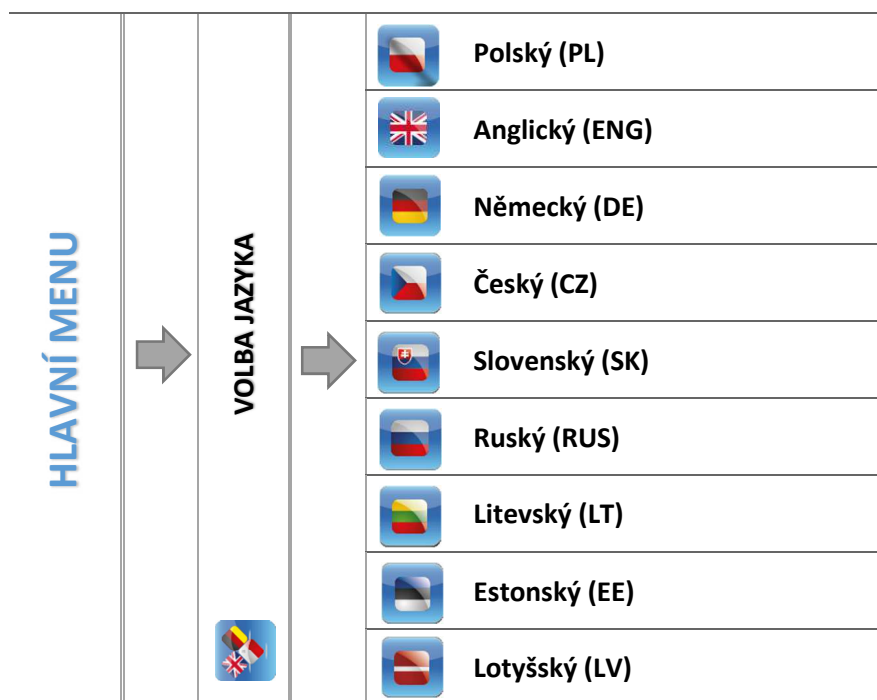 HLAVNÍ MENU
VOLBA JAZYKA
Polský (PL)
Anglický (ENG)
Německý (DE)
Český (CZ)
Slovenský (SK)
Ruský (RUS)
Litevský (LT)
Estonský (EE)
Lotyšský (LV)